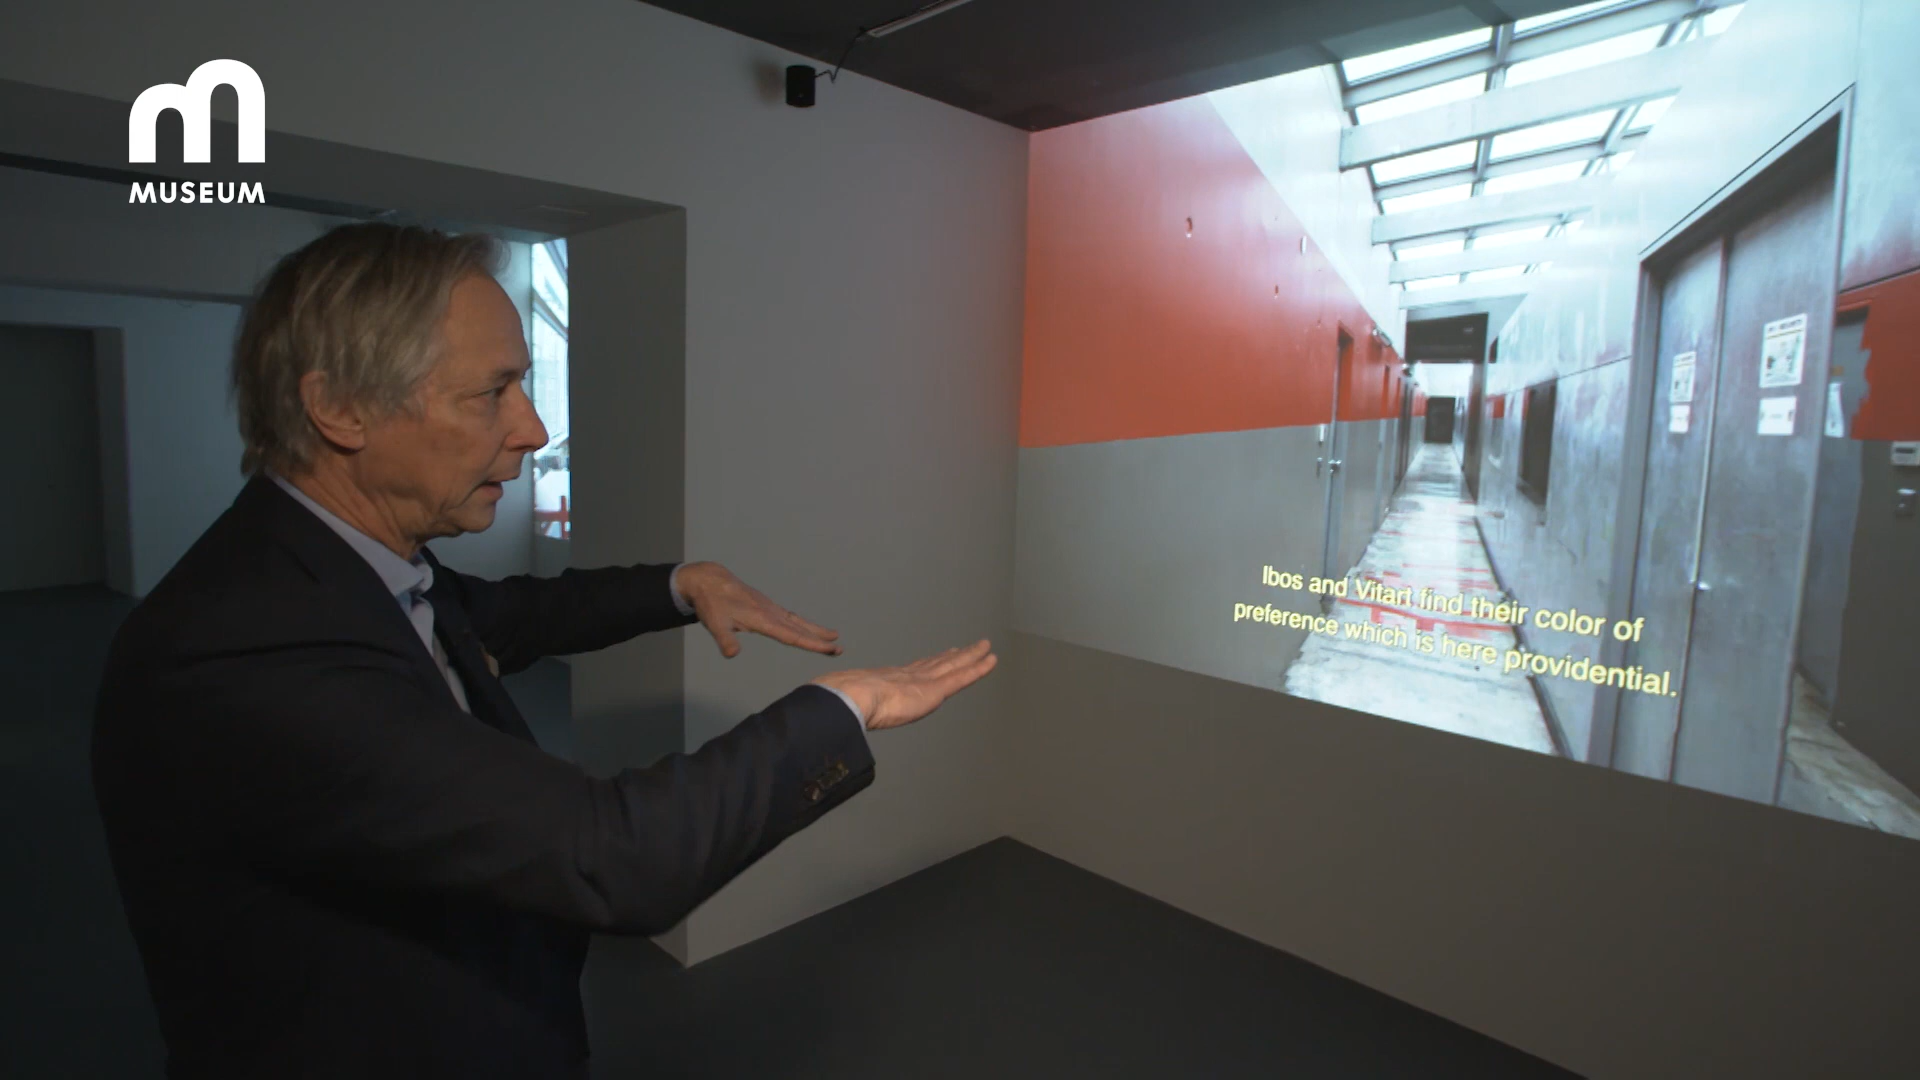 MUSEUM
Ibos and Vitart find their color of
preference which is here providential.